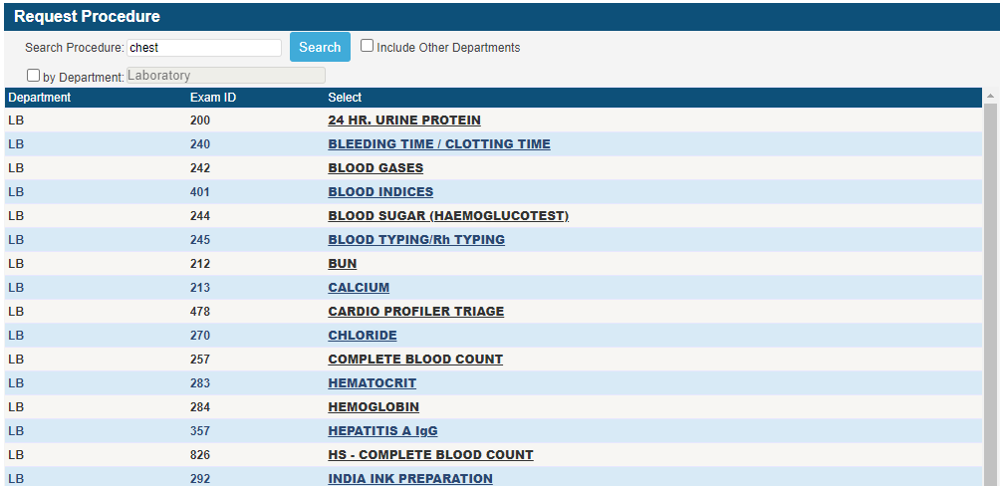 Request Procedure
Search Procedure: chest Search Include Other Departments
by Department: Laboratory
Department Exam ID Select
LB 200 24 HR. URINE PROTEIN
LB 240 BLEEDING TIME / CLOTTING TIME
LB 242 BLOOD GASES
LB 401 BLOOD INDICES
LB 244 BLOOD SUGAR (HAEMOGLUCOTEST)
LB 245 BLOOD TYPING/Rh TYPING
LB 212 BUN
LB 213 CALCIUM
LB 478 CARDIO PROFILER TRIAGE
LB 270 CHLORIDE
LB 257 COMPLETE BLOOD COUNT
LB 283 HEMATOCRIT
LB 284 HEMOGLOBIN
LB 357 HEPATITIS A IgG
LB 826 HS - COMPLETE BLOOD COUNT
LB 292 INDIA INK PREPARATION